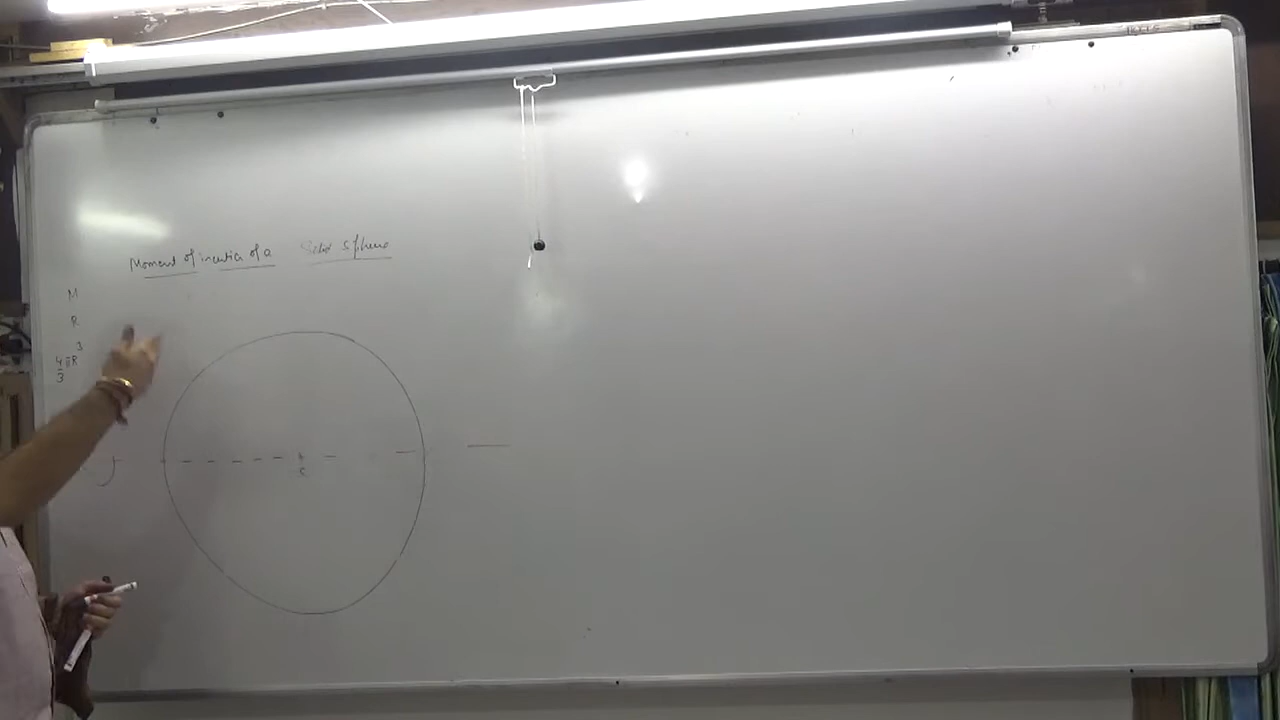 Moment of inertia of a Solid Sphere
M
R
4/3 πR³
C